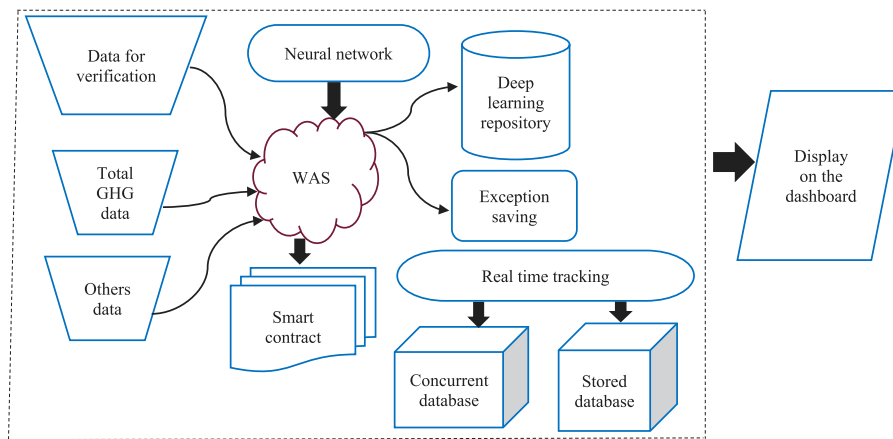 Data for
verification
Neural network
Deep
learning
repository
Total
GHG
data
WAS
Exception
saving
Display
on the
dashboard
Others
data
Smart
contract
Real time tracking
Concurrent
database
Stored
database